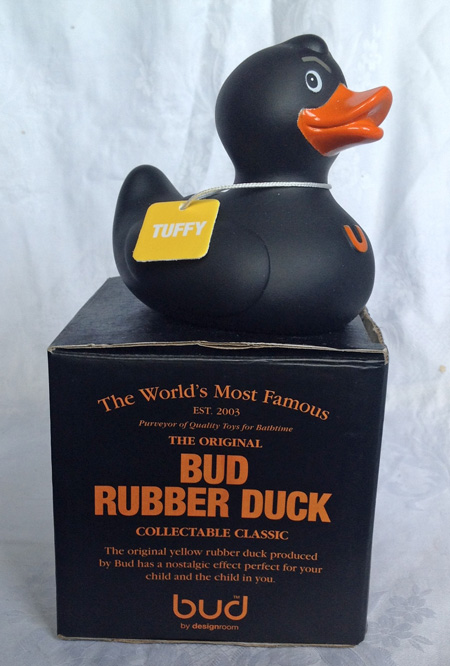 TUFFY
The World's Most Famous
EST. 2003
Purveyor of Quality Toys for Bathtime
THE ORIGINAL
BUD
RUBBER DUCK
COLLECTABLE CLASSIC
The original yellow rubber duck produced
by Bud has a nostalgic effect perfect for your
child and the child in you.
bud™
by designroom